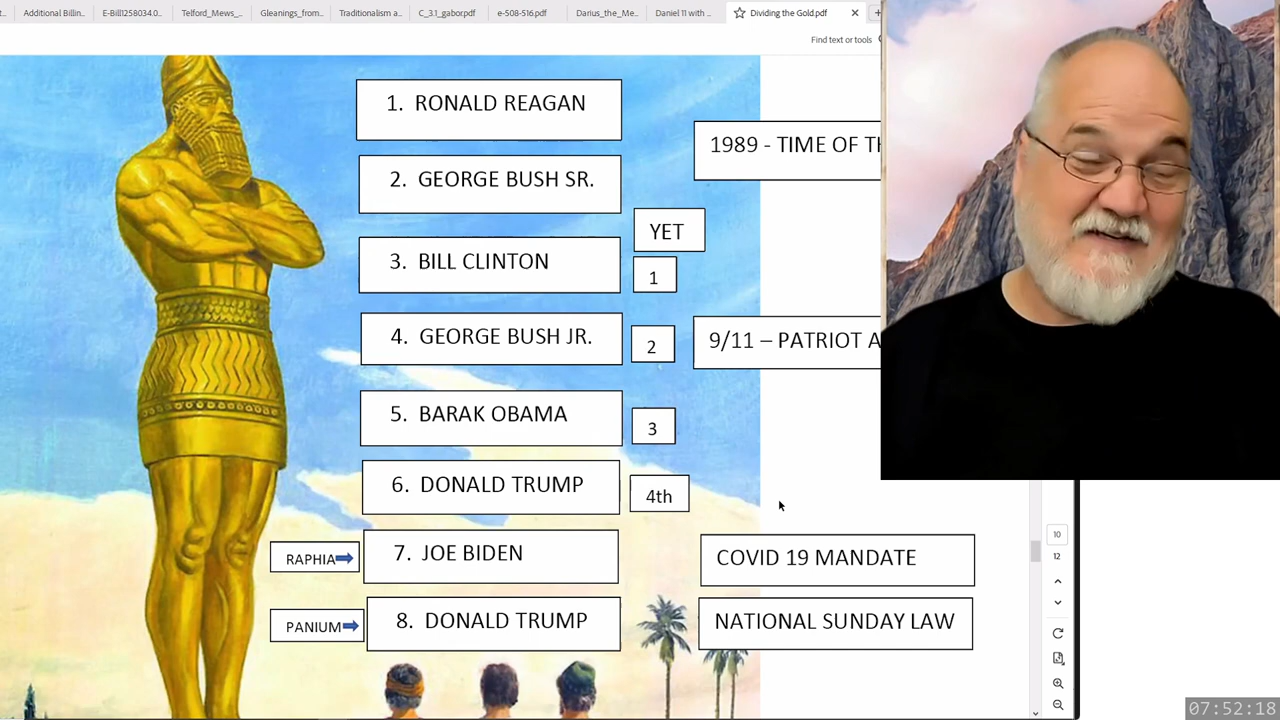 Additional Billin...
E-Bill1258034.0...
Telford_Mews_...
Gleanings_from...
Traditionalism a...
C_3.1_gabor.pdf
e-508-516.pdf
Darius_the_Me...
Daniel 11 with ...
Dividing the Gold.pdf
Find text or tools
1. RONALD REAGAN
1989 - TIME OF TH
2. GEORGE BUSH SR.
YET
3. BILL CLINTON
1
4. GEORGE BUSH JR.
2
9/11 – PATRIOT A
5. BARAK OBAMA
3
6. DONALD TRUMP
4th
RAPHIA
7. JOE BIDEN
COVID 19 MANDATE
PANIUM
8. DONALD TRUMP
NATIONAL SUNDAY LAW
10
12
07:52:18